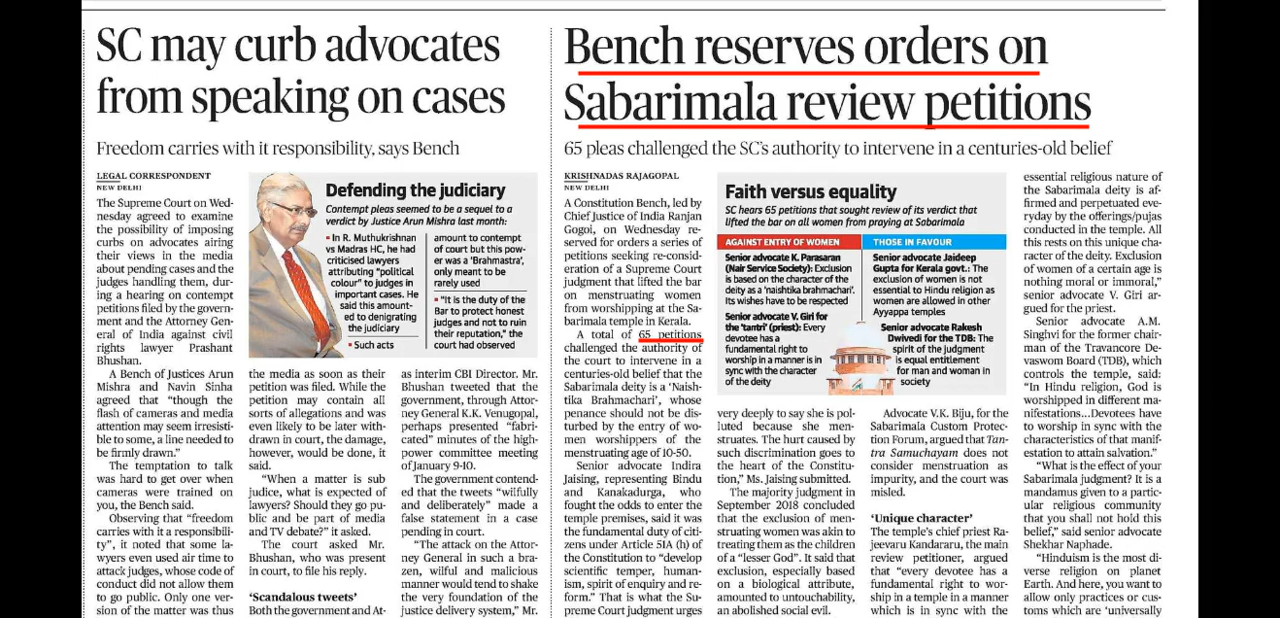 SC may curb advocates
from speaking on cases
Freedom carries with it responsibility, says Bench
LEGAL CORRESPONDENT
NEW DELHI
The Supreme Court on Wed-
nesday agreed to examine
the possibility of imposing
curbs on advocates airing
their views in the media
about pending cases and the
judges handling them, dur-
ing a hearing on contempt
petitions filed by the govern-
ment and the Attorney Gen-
eral of India against civil
rights lawyer Prashant
Bhushan.
A Bench of Justices Arun
Mishra and Navin Sinha
agreed that “though the
flash of cameras and media
attention may seem irresist-
ible to some, a line needed to
be firmly drawn.”
The temptation to talk
was hard to get over when
cameras were trained on
you, the Bench said.
Observing that “freedom
carries with it a responsibili-
ty”, it noted that some la-
wyers even used air time to
attack judges, whose code of
conduct did not allow them
to go public. Only one ver-
sion of the matter was thus
Defending the judiciary
Contempt pleas seemed to be a sequel to a
verdict by Justice Arun Mishra last month:
▪ In R. Muthukrishnan
vs Madras HC, he had
criticised lawyers
attributing “political
colour” to judges in
important cases. He
said this amount-
ed to denigrating
the judiciary
▪ Such acts
amount to contempt
of court but this pow-
er was a ‘Brahmastra’,
only meant to be
rarely used
▪ “It is the duty of the
Bar to protect honest
judges and not to ruin
their reputation,” the
court had observed
the media as soon as their
petition was filed. While the
petition may contain all
sorts of allegations and was
even likely to be later with-
drawn in court, the damage,
however, would be done, it
said.
“When a matter is sub
judice, what is expected of
lawyers? Should they go pu-
blic and be part of media
and TV debate?” it asked.
The court asked Mr.
Bhushan, who was present
in court, to file his reply.
‘Scandalous tweets’
Both the government and At-
as interim CBI Director. Mr.
Bhushan tweeted that the
government, through Attor-
ney General K.K. Venugopal,
perhaps presented “fabri-
cated” minutes of the high-
power committee meeting
of January 9-10.
The government contend-
ed that the tweets “wilfully
and deliberately” made a
false statement in a case
pending in court.
“The attack on the Attor-
ney General in such a bra-
zen, wilful and malicious
manner would tend to shake
the very foundation of the
justice delivery system,” Mr.
Bench reserves orders on
Sabarimala review petitions
65 pleas challenged the SC’s authority to intervene in a centuries-old belief
KRISHNADAS RAJAGOPAL
NEW DELHI
A Constitution Bench, led by
Chief Justice of India Ranjan
Gogoi, on Wednesday re-
served for orders a series of
petitions seeking re-consid-
eration of a Supreme Court
judgment that lifted the bar
on menstruating women
from worshipping at the Sa-
barimala temple in Kerala.
A total of 65 petitions
challenged the authority of
the court to intervene in a
centuries-old belief that the
Sabarimala deity is a ‘Naish-
tika Brahmachari’, whose
penance should not be dis-
turbed by the entry of wo-
men worshippers of the
menstruating age of 10-50.
Senior advocate Indira
Jaising, representing Bindu
and Kanakadurga, who
fought the odds to enter the
temple premises, said it was
the fundamental duty of ci-
tizens under Article 51A (h) of
the Constitution to “develop
scientific temper, human-
ism, spirit of enquiry and re-
form.” That is what the Su-
preme Court judgment urges
Faith versus equality
SC hears 65 petitions that sought review of its verdict that
lifted the bar on all women from praying at Sabarimala
AGAINST ENTRY OF WOMEN
Senior advocate K. Parasaran
(Nair Service Society): Exclusion
is based on the character of the
deity as a ‘naishtika brahmachari’.
Its wishes have to be respected
Senior advocate V. Giri for
the ‘tantri’ (priest): Every
devotee has a
fundamental right to
worship in a manner is in
sync with the character
of the deity
THOSE IN FAVOUR
Senior advocate Jaideep
Gupta for Kerala govt.: The
exclusion of women is not
essential to Hindu religion as
women are allowed in other
Ayyappa temples
Senior advocate Rakesh
Dwivedi for the TDB: The
spirit of the judgment
is equal entitlement
for man and woman in
society
very deeply to say she is pol-
luted because she men-
struates. The hurt caused by
such discrimination goes to
the heart of the Constitu-
tion,” Ms. Jaising submitted.
The majority judgment in
September 2018 concluded
that the exclusion of men-
struating women was akin to
treating them as the children
of a “lesser God”. It said that
exclusion, especially based
on a biological attribute,
amounted to untouchability,
an abolished social evil.
Advocate V.K. Biju, for the
Sabarimala Custom Protec-
tion Forum, argued that Tan-
tra Samuchayam does not
consider menstruation as
impurity, and the court was
misled.
‘Unique character’
The temple’s chief priest Ra-
jeevaru Kandararu, the main
review petitioner, argued
that “every devotee has a
fundamental right to wor-
ship in a temple in a manner
which is in sync with the
essential religious nature of
the Sabarimala deity is af-
firmed and perpetuated eve-
ryday by the offerings/pujas
conducted in the temple. All
this rests on this unique cha-
racter of the deity. Exclusion
of women of a certain age is
nothing moral or immoral,”
senior advocate V. Giri ar-
gued for the priest.
Senior advocate A.M.
Singhvi for the former chair-
man of the Travancore De-
vaswom Board (TDB), which
controls the temple, said:
“In Hindu religion, God is
worshipped in different ma-
nifestations...Devotees have
to worship in sync with the
characteristics of that manif-
estation to attain salvation.”
“What is the effect of your
Sabarimala judgment? It is a
mandamus given to a partic-
ular religious community
that you shall not hold this
belief,” said senior advocate
Shekhar Naphade.
“Hinduism is the most di-
verse religion on planet
Earth. And here, you want to
allow only practices or cus-
toms which are ‘universally